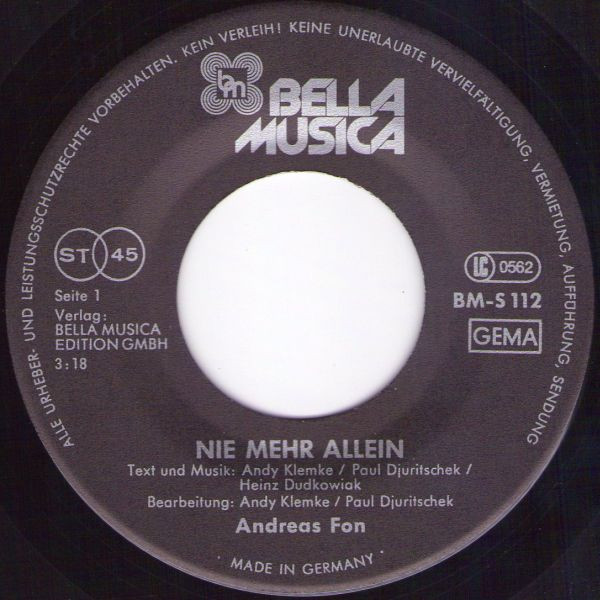 ALLE URHEBER- UND LEISTUNGSSCHUTZRECHTE VORBEHALTEN. KEIN VERLEIH! KEINE UNERLAUBTE VERVIELFÄLTIGUNG, VERMIETUNG, AUFFÜHRUNG, SENDUNG
bm
BELLA
MUSICA
ST 45
Seite 1
Verlag:
BELLA MUSICA
EDITION GMBH
3:18
LC 0562
BM-S 112
GEMA
NIE MEHR ALLEIN
Text und Musik: Andy Klemke / Paul Djuritschek /
Heinz Dudkowiak
Bearbeitung: Andy Klemke / Paul Djuritschek
Andreas Fon
· MADE IN GERMANY ·